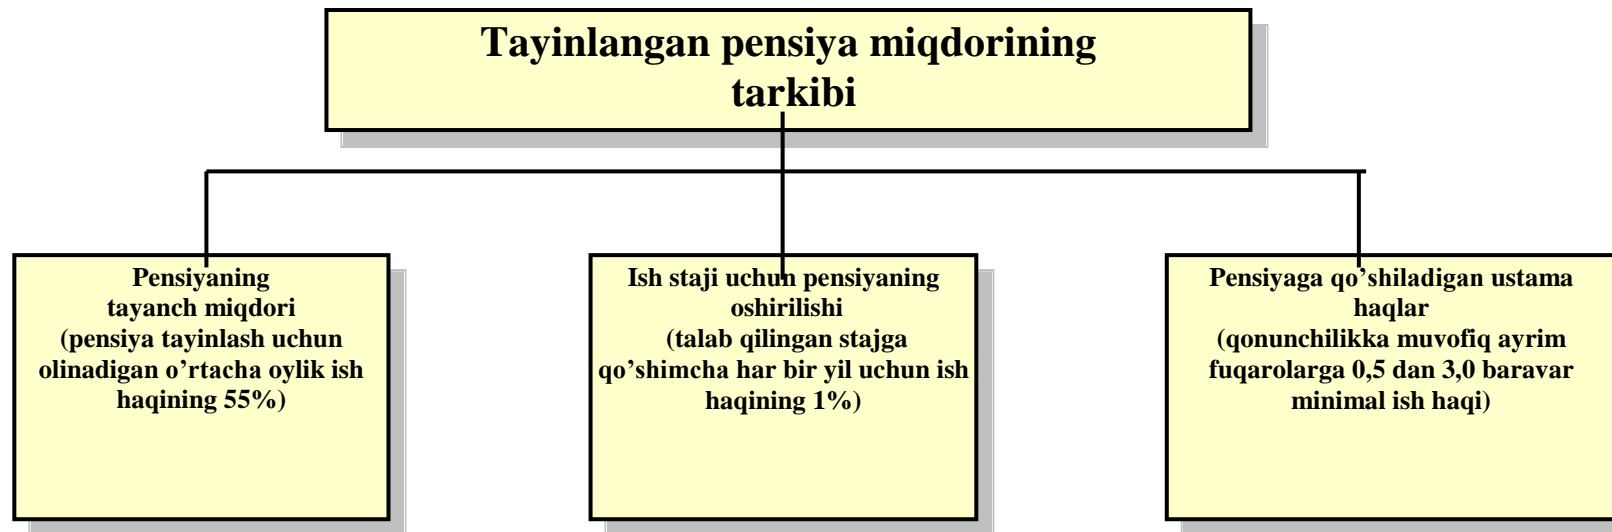 Tayinlangan pensiya miqdorining
tarkibi
Pensiyaning
tayanch miqdori
(pensiya tayinlash uchun
olinadigan o’rtacha oylik ish
haqining 55%)
Ish staji uchun pensiyaning
oshirilishi
(talab qilingan stajga
qo’shimcha har bir yil uchun ish
haqining 1%)
Pensiyaga qo’shiladigan ustama
haqlar
(qonunchilikka muvofiq ayrim
fuqarolarga 0,5 dan 3,0 baravar
minimal ish haqi)